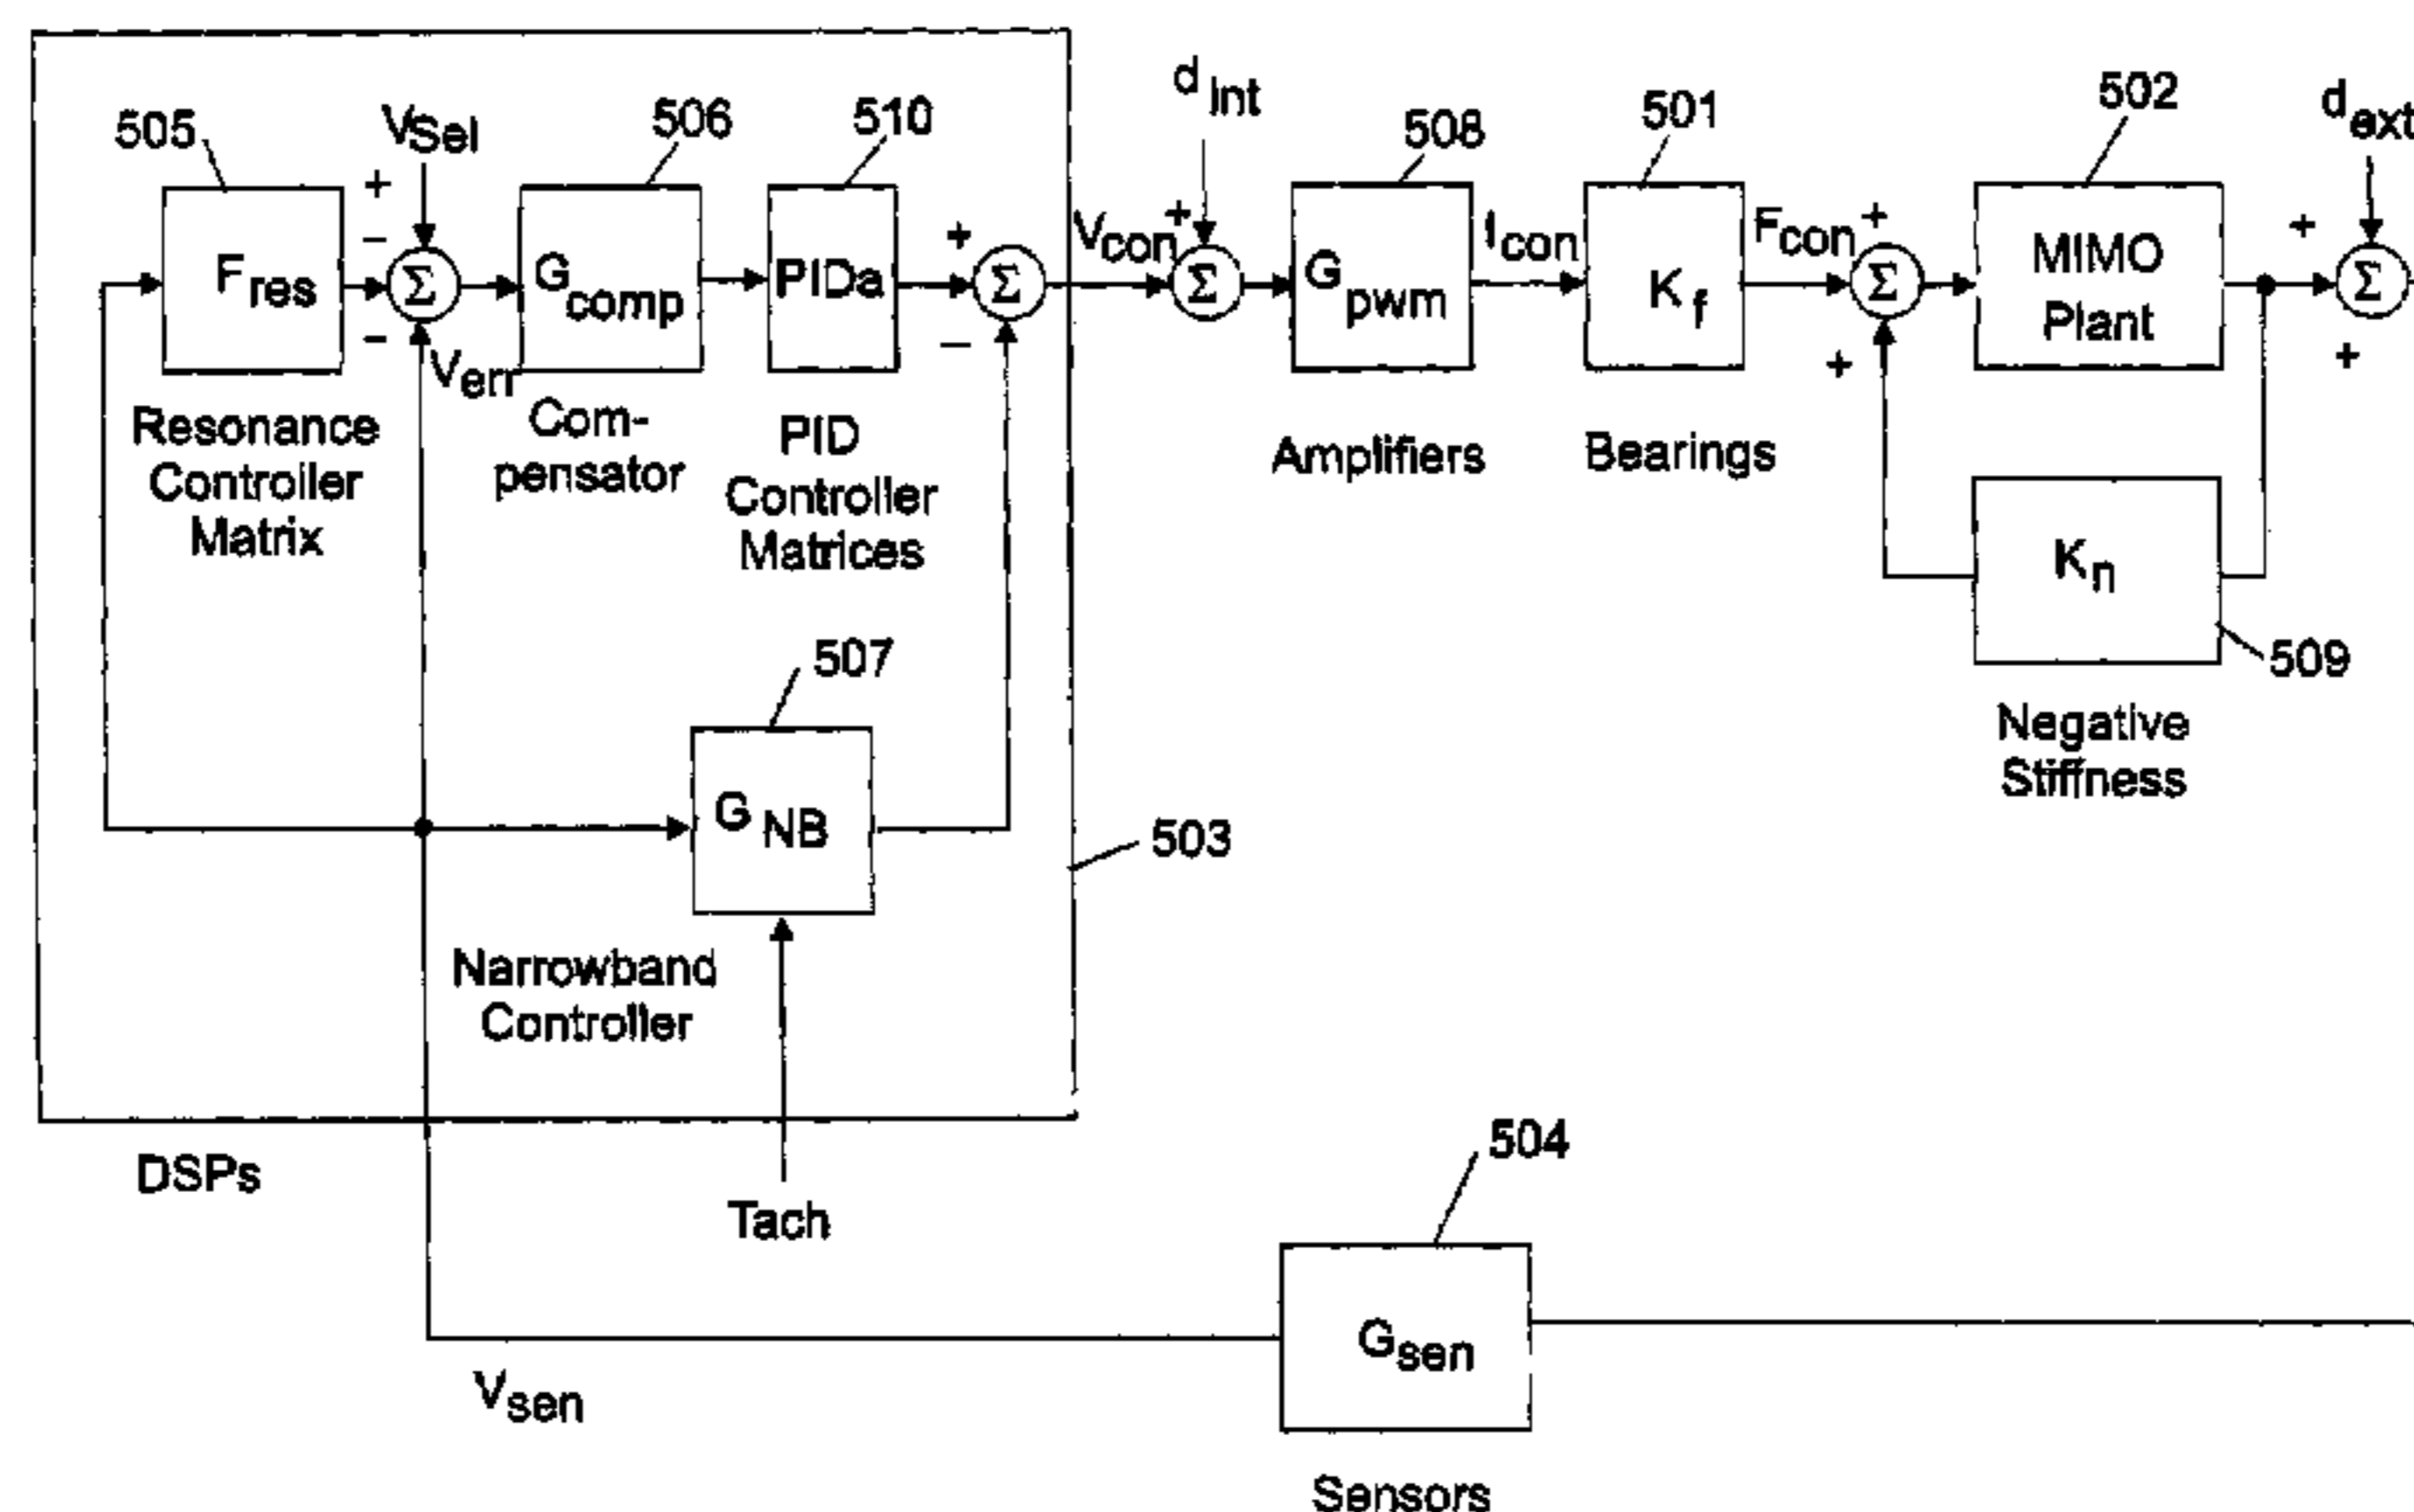 505
VSel
506
510
dInt
508
501
502
dext
+
−
−
Fres
Σ
Gcomp
PIDa
+
−
Σ
Vcon
+
Σ
Gpwm
Icon
Kf
Fcon
+
+
Σ
MIMO
Plant
+
+
Σ
Verr
Resonance
Controller
Matrix
Com-
pensator
PID
Controller
Matrices
Amplifiers
Bearings
Kn
509
Negative
Stiffness
507
GNB
503
Narrowband
Controller
DSPs
Tach
504
Gsen
Vsen
Sensors